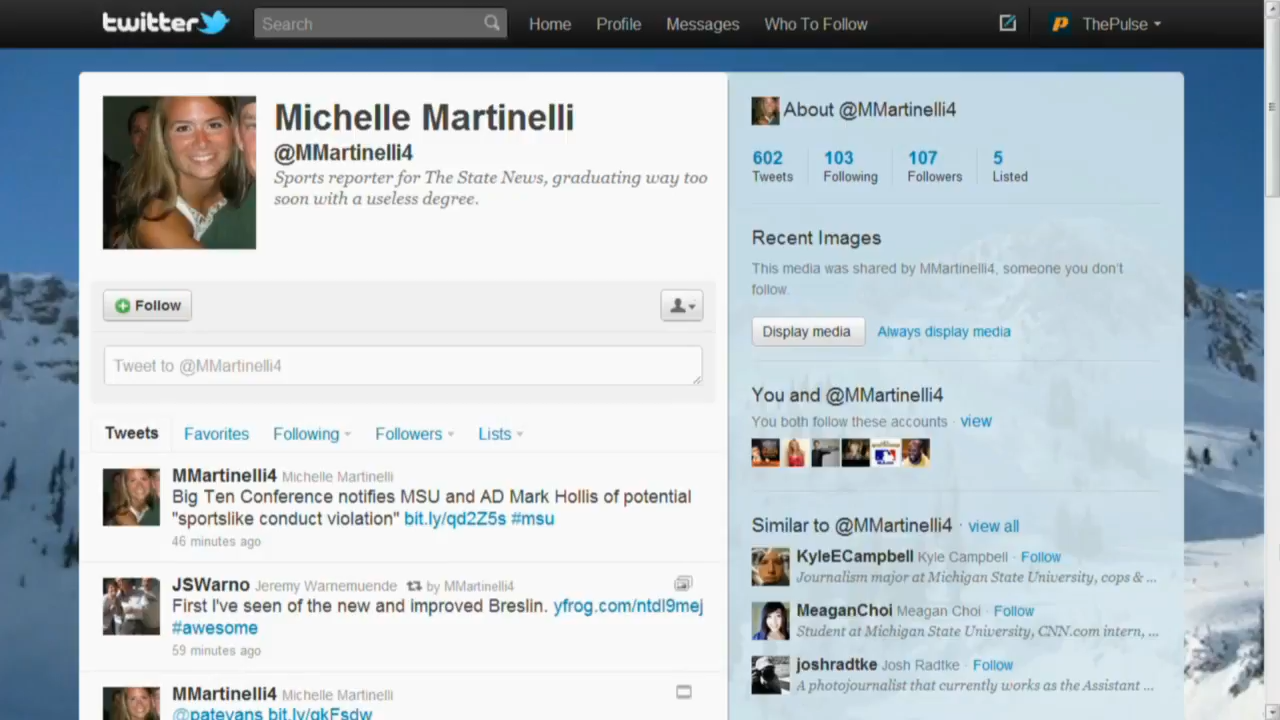 twitter
Search
Home
Profile
Messages
Who To Follow
ThePulse
Michelle Martinelli
@MMartinelli4
Sports reporter for The State News, graduating way too
soon with a useless degree.
Follow
Tweet to @MMartinelli4
Tweets
Favorites
Following
Followers
Lists
MMartinelli4 Michelle Martinelli
Big Ten Conference notifies MSU and AD Mark Hollis of potential
"sportslike conduct violation" bit.ly/qd2Z5s #msu
46 minutes ago
JSWarno Jeremy Warnemuende by MMartinelli4
First I've seen of the new and improved Breslin. yfrog.com/ntdl9mej
#awesome
59 minutes ago
MMartinelli4 Michelle Martinelli
@patevans bit.ly/qkFsdw
About @MMartinelli4
602
Tweets
103
Following
107
Followers
5
Listed
Recent Images
This media was shared by MMartinelli4, someone you don't
follow.
Display media
Always display media
You and @MMartinelli4
You both follow these accounts · view
Similar to @MMartinelli4 · view all
KyleECampbell Kyle Campbell · Follow
Journalism major at Michigan State University, cops & ...
MeaganChoi Meagan Choi · Follow
Student at Michigan State University, CNN.com intern, ...
joshradtke Josh Radtke · Follow
A photojournalist that currently works as the Assistant ...